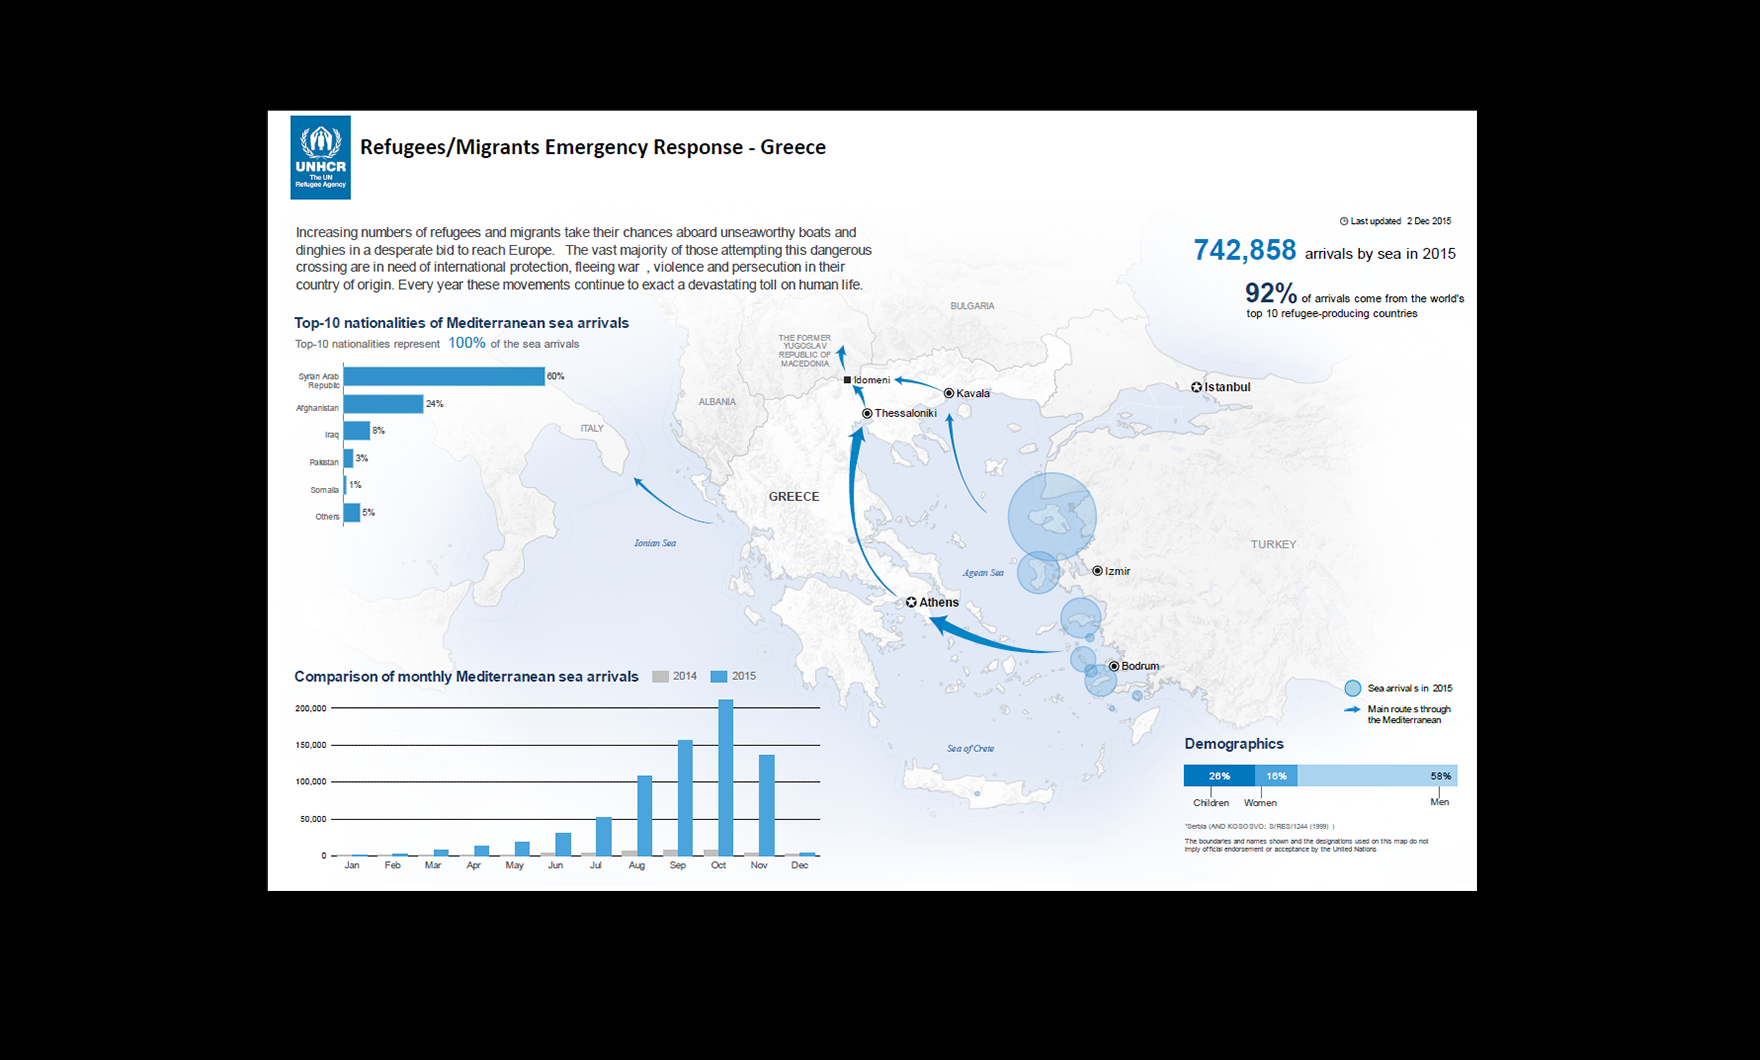 UNHCR
The UN
Refugee Agency
Refugees/Migrants Emergency Response - Greece
Last updated 2 Dec 2015
742,858 arrivals by sea in 2015
92% of arrivals come from the world's
top 10 refugee-producing countries
Increasing numbers of refugees and migrants take their chances aboard unseaworthy boats and
dinghies in a desperate bid to reach Europe. The vast majority of those attempting this dangerous
crossing are in need of international protection, fleeing war , violence and persecution in their
country of origin. Every year these movements continue to exact a devastating toll on human life.
Top-10 nationalities of Mediterranean sea arrivals
Top-10 nationalities represent 100% of the sea arrivals
Syrian Arab
Republic
60%
Afghanistan
24%
Iraq
8%
Pakistan
3%
Somalia
1%
Others
5%
BULGARIA
THE FORMER
YUGOSLAV
REPUBLIC OF
MACEDONIA
Idomeni
Kavala
Istanbul
ALBANIA
Thessaloniki
ITALY
GREECE
Ionian Sea
TURKEY
Agean Sea
Izmir
Athens
Bodrum
Sea of Crete
Comparison of monthly Mediterranean sea arrivals
2014
2015
200,000
150,000
100,000
50,000
0
Jan Feb Mar Apr May Jun Jul Aug Sep Oct Nov Dec
Sea arrival s in 2015
Main route s through
the Mediterranean
Demographics
26% 16% 58%
Children Women Men
*Serbia (AND KOSOSVO: S/RES/1244 (1999) )
The boundaries and names shown and the designations used on this map do not
imply official endorsement or acceptance by the United Nations